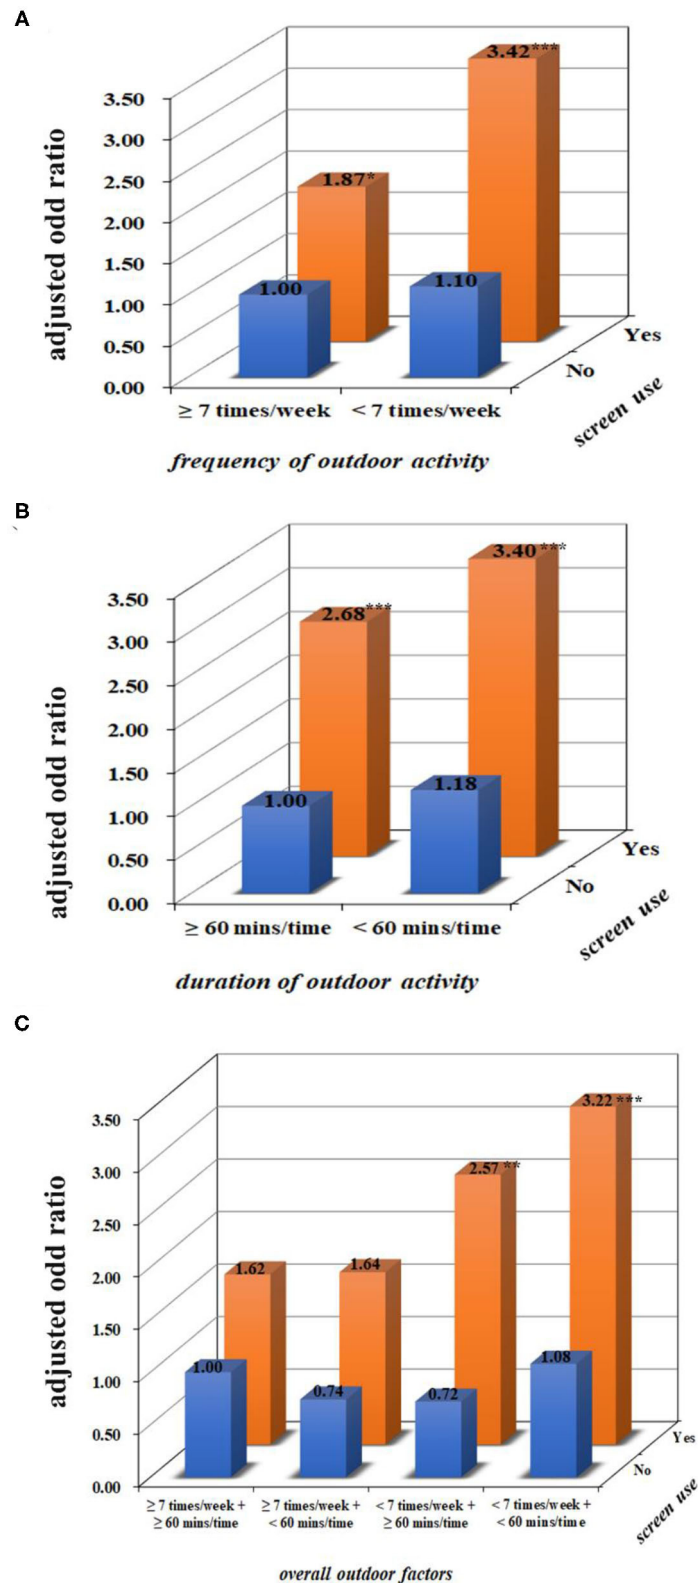 A
3.42***
3.50
3.00
2.50
1.87*
2.00
1.50
1.10
1.00
1.00
0.50
0.00
adjusted odd ratio
Yes
No
screen use
≥ 7 times/week < 7 times/week
frequency of outdoor activity
B
3.40***
3.50
2.68***
3.00
2.50
2.00
1.50
1.18
1.00
1.00
0.50
0.00
adjusted odd ratio
Yes
No
screen use
≥ 60 mins/time < 60 mins/time
duration of outdoor activity
C
3.22***
3.50
2.57**
3.00
2.50
1.62
1.64
2.00
1.50
1.08
1.00
1.00
0.74
0.72
0.50
0.00
adjusted odd ratio
Yes
No
screen use
≥ 7 times/week + ≥ 7 times/week + < 7 times/week + < 7 times/week +
≥ 60 mins/time < 60 mins/time ≥ 60 mins/time < 60 mins/time
overall outdoor factors